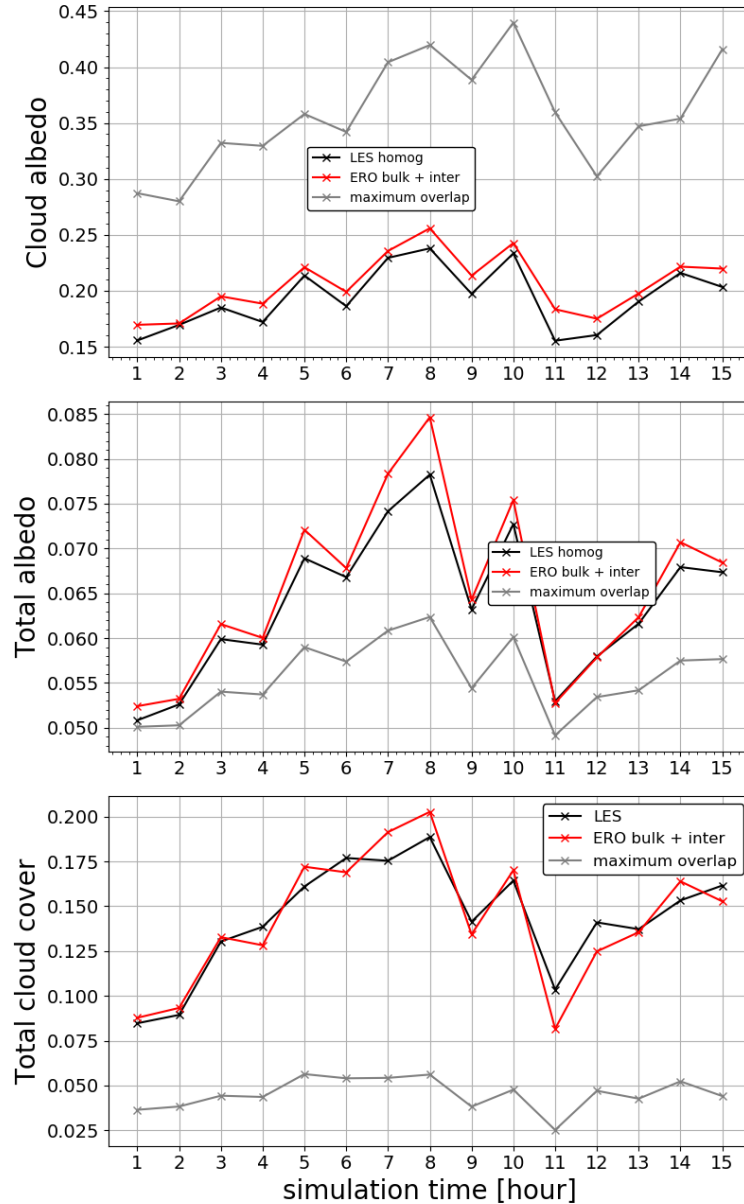 0.45
0.40
0.35
0.30
0.25
0.20
0.15
Cloud albedo
LES homog
ERO bulk + inter
maximum overlap
1 2 3 4 5 6 7 8 9 10 11 12 13 14 15
0.085
0.080
0.075
0.070
0.065
0.060
0.055
0.050
Total albedo
LES homog
ERO bulk + inter
maximum overlap
1 2 3 4 5 6 7 8 9 10 11 12 13 14 15
0.200
0.175
0.150
0.125
0.100
0.075
0.050
0.025
Total cloud cover
LES
ERO bulk + inter
maximum overlap
1 2 3 4 5 6 7 8 9 10 11 12 13 14 15
simulation time [hour]